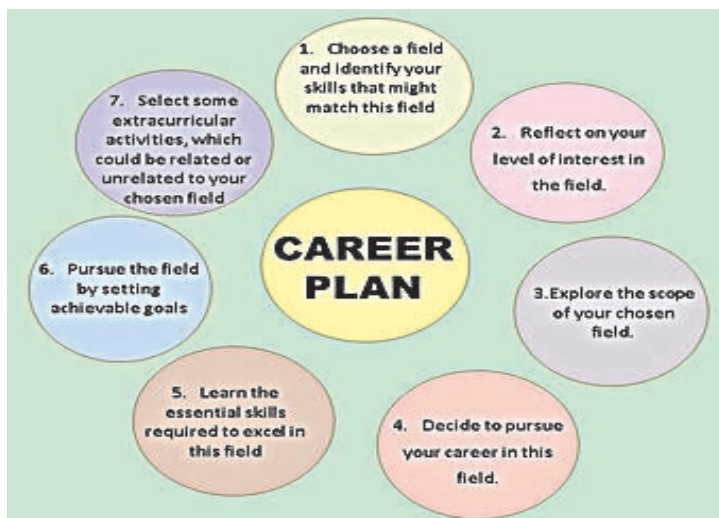 CAREER
PLAN
1. Choose a field
and identify your
skills that might
match this field
2. Reflect on your
level of interest in
the field.
3.Explore the scope
of your chosen
field.
4. Decide to pursue
your career in this
field.
5. Learn the
essential skills
required to excel in
this field
6. Pursue the field
by setting
achievable goals
7. Select some
extracurricular
activities, which
could be related or
unrelated to your
chosen field